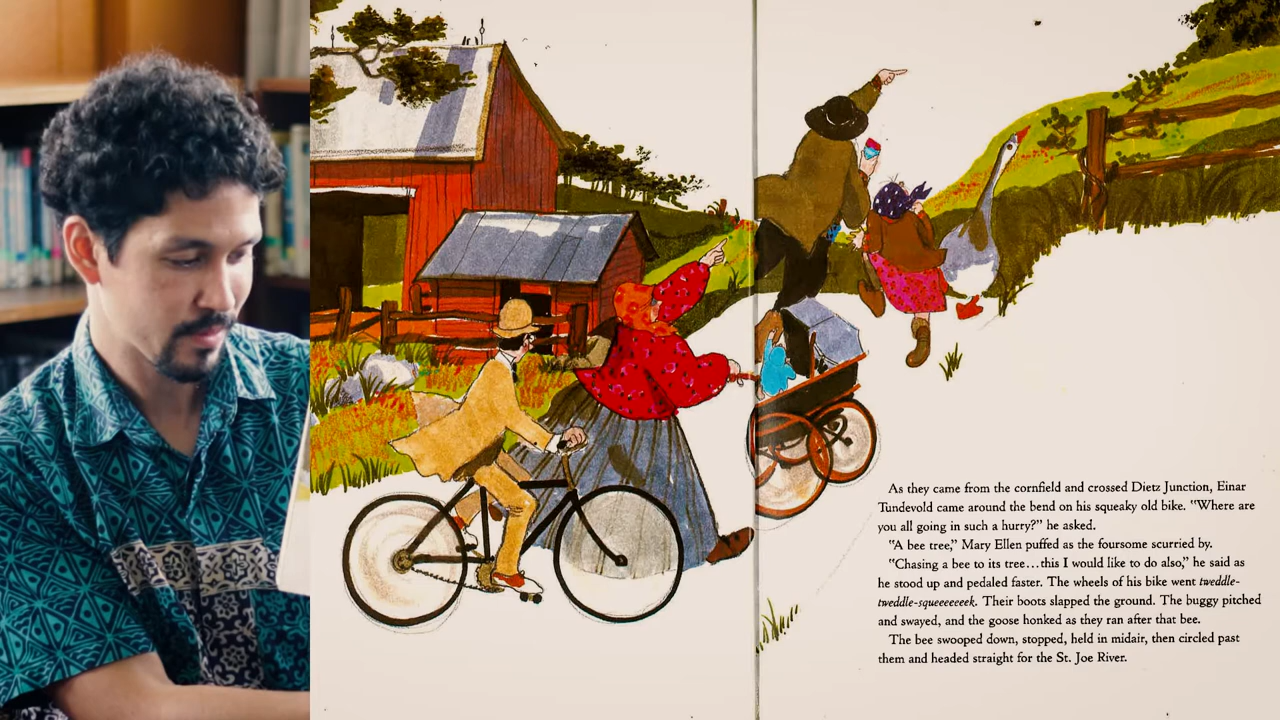 As they came from the cornfield and crossed Dietz Junction, Einar
Tundevold came around the bend on his squeaky old bike. “Where are
you all going in such a hurry?” he asked.
“A bee tree,” Mary Ellen puffed as the foursome scurried by.
“Chasing a bee to its tree...this I would like to do also,” he said as
he stood up and pedaled faster. The wheels of his bike went tweddle-
tweddle-squeeeeeeek. Their boots slapped the ground. The buggy pitched
and swayed, and the goose honked as they ran after that bee.
The bee swooped down, stopped, held in midair, then circled past
them and headed straight for the St. Joe River.